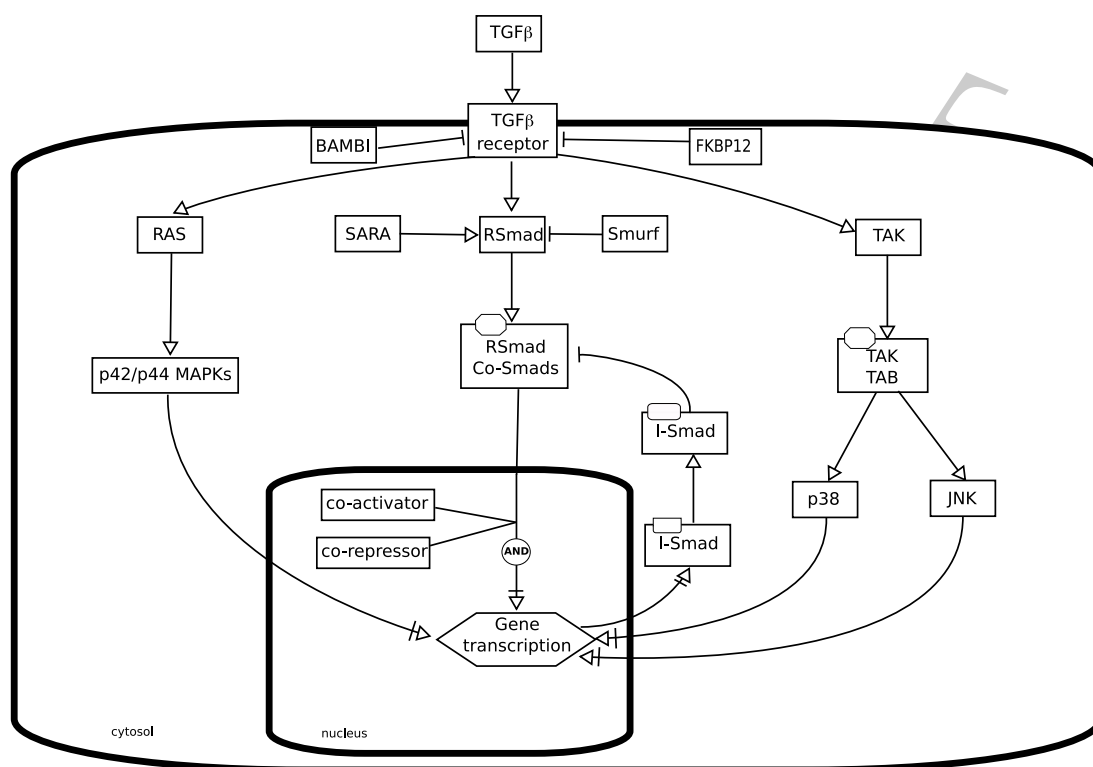 TGFβ
TGFβ
receptor
BAMBI
FKBP12
RAS
SARA
RSmad
Smurf
TAK
RSmad
Co-Smads
TAK
TAB
p42/p44 MAPKs
I-Smad
co-activator
p38
JNK
co-repressor
AND
I-Smad
Gene
transcription
cytosol
nucleus